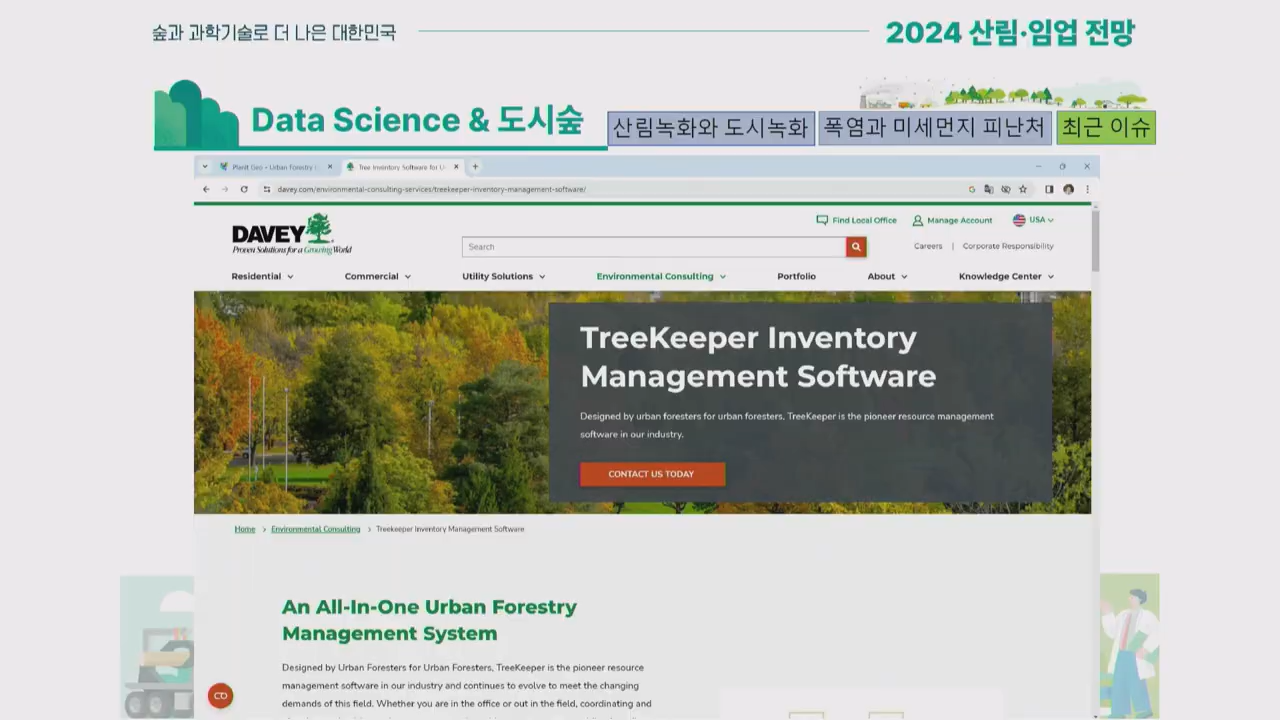 숲과 과학기술로 더 나은 대한민국
2024 산림·임업 전망
Data Science & 도시숲
산림녹화와 도시녹화
폭염과 미세먼지 피난처
최근 이슈
Tree Inventory Software for U
davey.com/environmental-consulting-services/treekeeper-inventory-management-software/
DAVEY
Proven Solutions for a Growing World
Find Local Office
Manage Account
USA
Search
Careers | Corporate Responsibility
Residential
Commercial
Utility Solutions
Environmental Consulting
Portfolio
About
Knowledge Center
TreeKeeper Inventory
Management Software
Designed by urban foresters for urban foresters, TreeKeeper is the pioneer resource management
software in our industry.
CONTACT US TODAY
Home > Environmental Consulting > Treekeeper Inventory Management Software
An All-In-One Urban Forestry
Management System
Designed by Urban Foresters for Urban Foresters, TreeKeeper is the pioneer resource
management software in our industry and continues to evolve to meet the changing
demands of this field. Whether you are in the office or out in the field, coordinating and